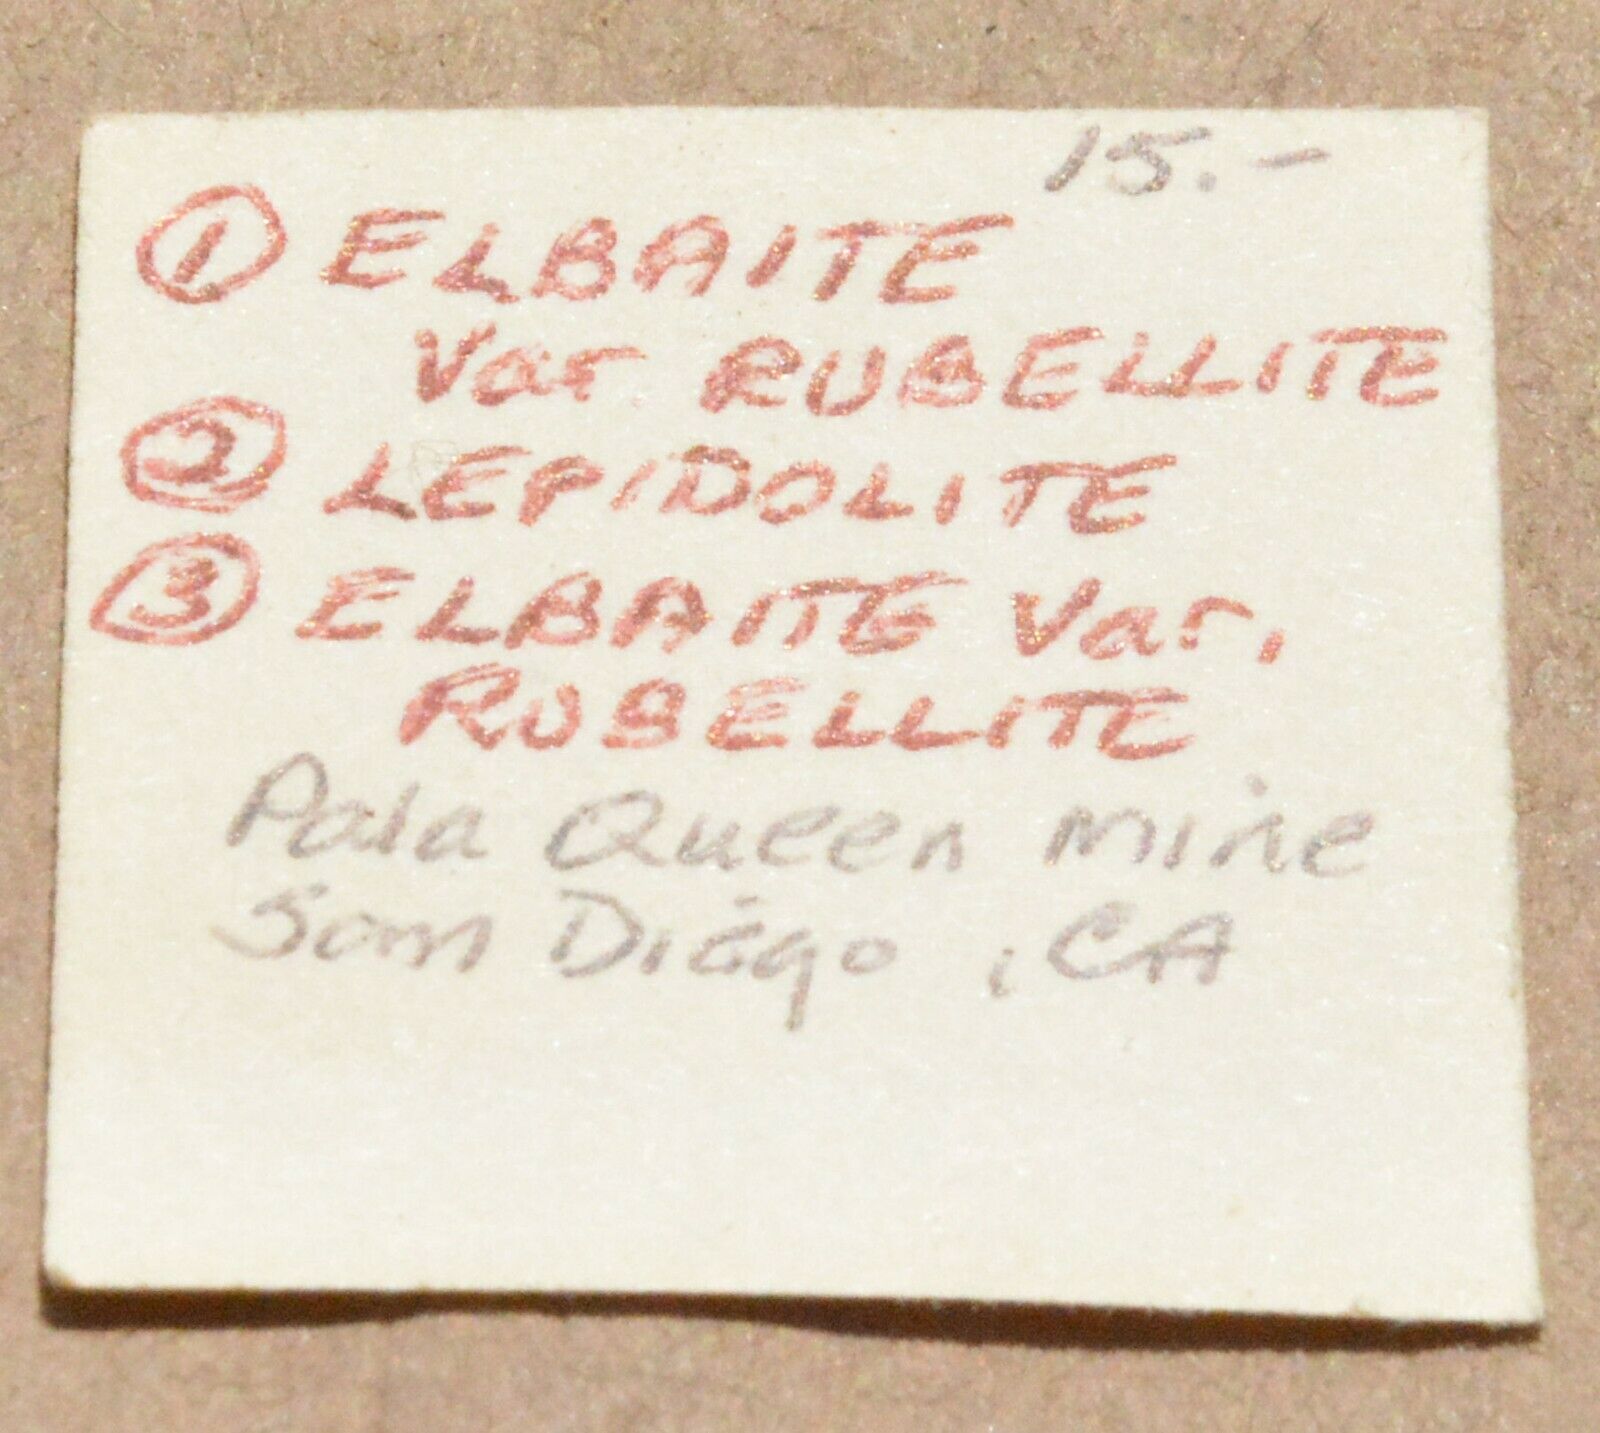 15.-
① ELBAITE
Var RUBELLITE
② LEPIDOLITE
③ ELBAITE Var.
RUBELLITE
Pala Queen Mine
San Diego, CA